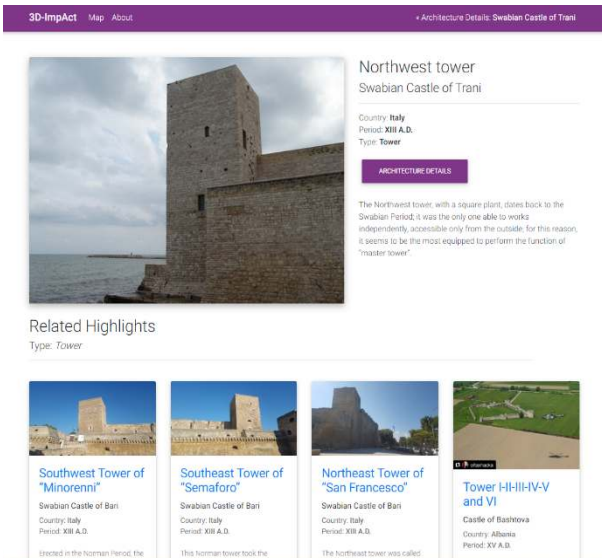 3D-ImpAct Map About « Architecture Details: Swabian Castle of Trani
Northwest tower
Swabian Castle of Trani
Country: Italy
Period: XIII A.D.
Type: Tower
ARCHITECTURE DETAILS
The Northwest tower, with a square plant, dates back to the
Swabian Period; it was the only one able to works
independently, accessible only from the outside; for this reason,
it seems to be the most equipped to perform the function of
"master tower".
Related Highlights
Type: Tower
Southwest Tower of
"Minorenni"
Swabian Castle of Bari
Country: Italy
Period: XIII A.D.
Erected in the Norman Period, the
Southeast Tower of
"Semaforo"
Swabian Castle of Bari
Country: Italy
Period: XIII A.D.
This Norman tower took the
Northeast Tower of
"San Francesco"
Swabian Castle of Bari
Country: Italy
Period: XIII A.D.
The Northeast tower was called
Tower I-II-III-IV-V
and VI
Castle of Bashtova
Country: Albania
Period: XV A.D.